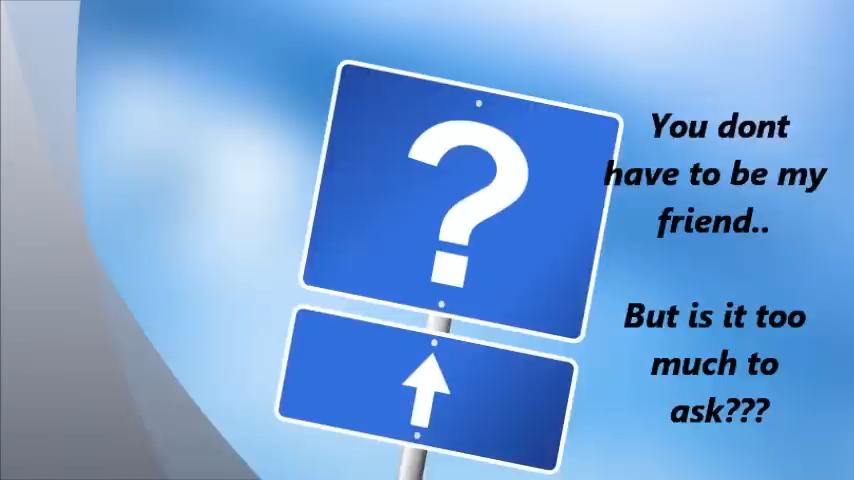 ?
You dont
have to be my
friend..
But is it too
much to
ask???